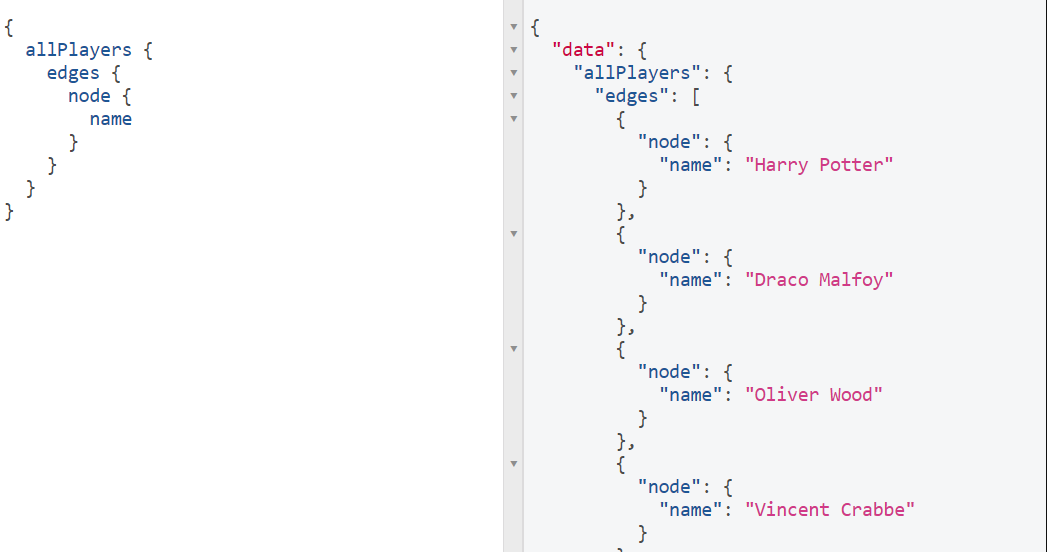 {
  allPlayers {
    edges {
      node {
        name
      }
    }
  }
}
{
  "data": {
    "allPlayers": {
      "edges": [
        {
          "node": {
            "name": "Harry Potter"
          }
        },
        {
          "node": {
            "name": "Draco Malfoy"
          }
        },
        {
          "node": {
            "name": "Oliver Wood"
          }
        },
        {
          "node": {
            "name": "Vincent Crabbe"
          }